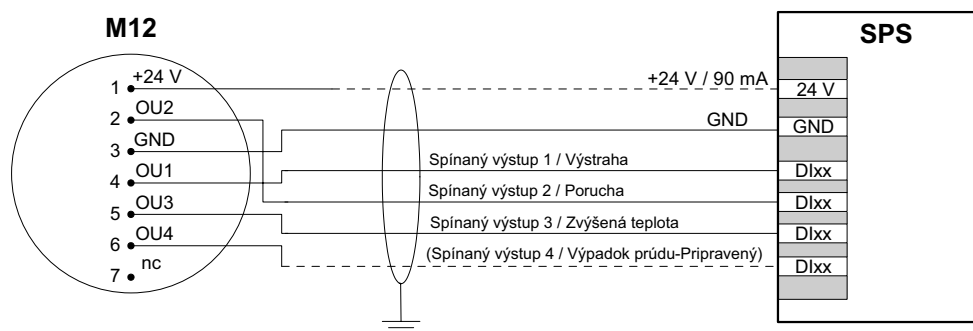 M12
SPS
1 +24 V
+24 V / 90 mA
24 V
2 OU2
GND
GND
3 GND
Spínaný výstup 1 / Výstraha
DIxx
4 OU1
Spínaný výstup 2 / Porucha
DIxx
5 OU3
Spínaný výstup 3 / Zvýšená teplota
DIxx
6 OU4
(Spínaný výstup 4 / Výpadok prúdu-Pripravený)
DIxx
7 nc